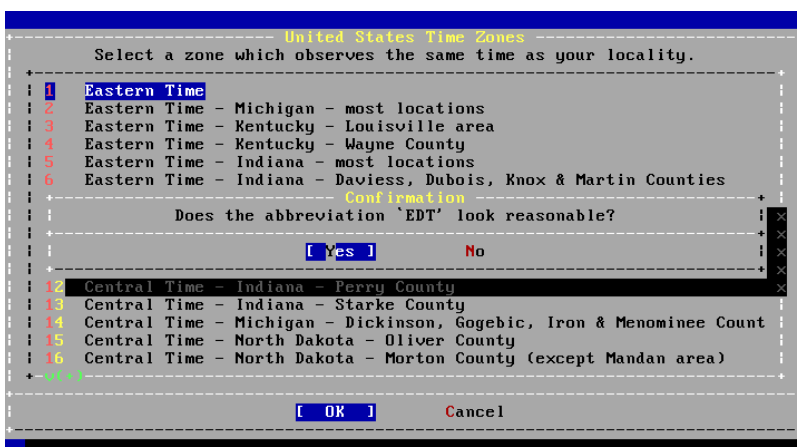 United States Time Zones
Select a zone which observes the same time as your locality.
1 Eastern Time
2 Eastern Time - Michigan - most locations
3 Eastern Time - Kentucky - Louisville area
4 Eastern Time - Kentucky - Wayne County
5 Eastern Time - Indiana - most locations
6 Eastern Time - Indiana - Daviess, Dubois, Knox & Martin Counties
Confirmation
Does the abbreviation `EDT' look reasonable?
[ Yes ] No
12 Central Time - Indiana - Perry County
13 Central Time - Indiana - Starke County
14 Central Time - Michigan - Dickinson, Gogebic, Iron & Menominee Count
15 Central Time - North Dakota - Oliver County
16 Central Time - North Dakota - Morton County (except Mandan area)
v(+)
[ OK ] Cancel